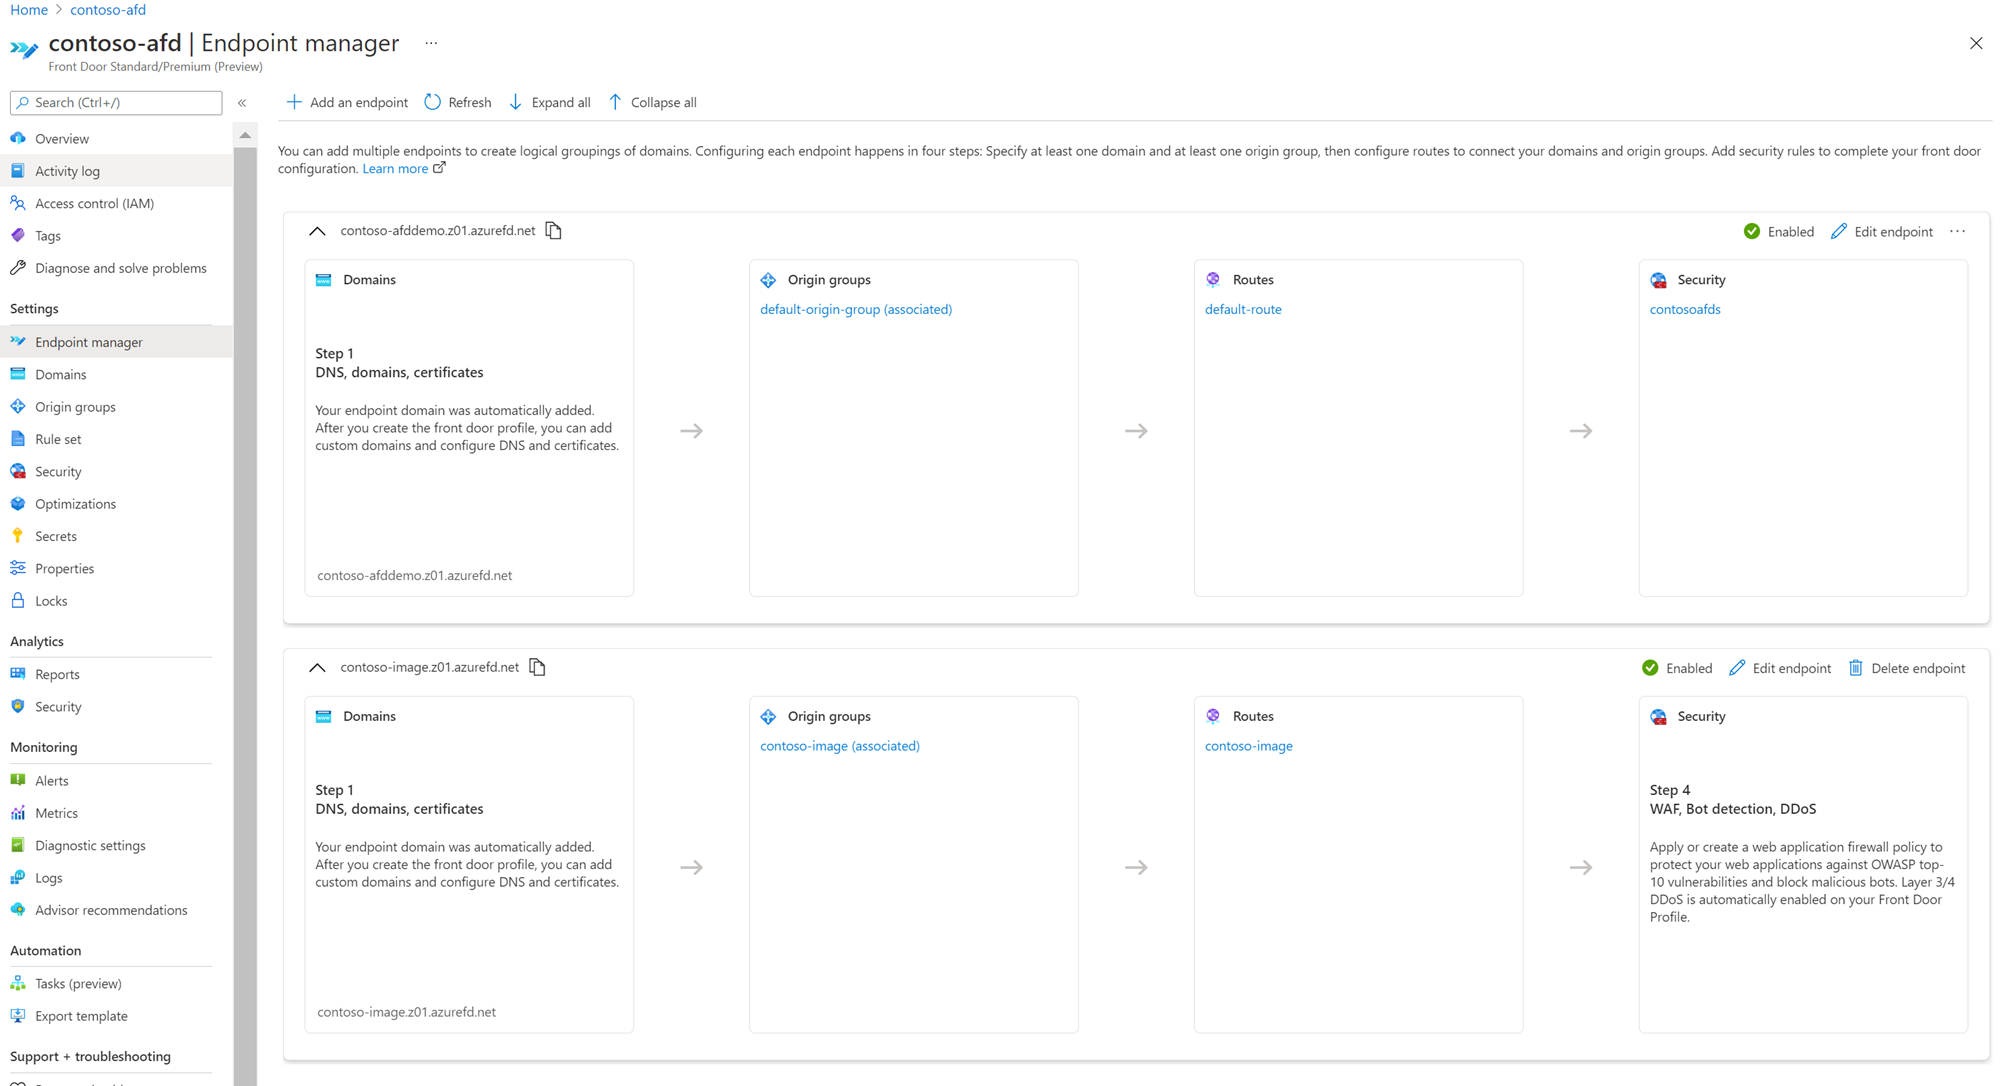 Home > contoso-afd
contoso-afd | Endpoint manager ...
Front Door Standard/Premium (Preview)
Search (Ctrl+/)
«
Overview
Activity log
Access control (IAM)
Tags
Diagnose and solve problems
Settings
Endpoint manager
Domains
Origin groups
Rule set
Security
Optimizations
Secrets
Properties
Locks
Analytics
Reports
Security
Monitoring
Alerts
Metrics
Diagnostic settings
Logs
Advisor recommendations
Automation
Tasks (preview)
Export template
Support + troubleshooting
Add an endpoint Refresh Expand all Collapse all
You can add multiple endpoints to create logical groupings of domains. Configuring each endpoint happens in four steps: Specify at least one domain and at least one origin group, then configure routes to connect your domains and origin groups. Add security rules to complete your front door
configuration. Learn more
contoso-afddemo.z01.azurefd.net
Enabled Edit endpoint ...
Domains
Step 1
DNS, domains, certificates
Your endpoint domain was automatically added.
After you create the front door profile, you can add
custom domains and configure DNS and certificates.
contoso-afddemo.z01.azurefd.net
Origin groups
default-origin-group (associated)
Routes
default-route
Security
contosoafds
contoso-image.z01.azurefd.net
Enabled Edit endpoint Delete endpoint
Domains
Step 1
DNS, domains, certificates
Your endpoint domain was automatically added.
After you create the front door profile, you can add
custom domains and configure DNS and certificates.
contoso-image.z01.azurefd.net
Origin groups
contoso-image (associated)
Routes
contoso-image
Security
Step 4
WAF, Bot detection, DDoS
Apply or create a web application firewall policy to
protect your web applications against OWASP top-
10 vulnerabilities and block malicious bots. Layer 3/4
DDoS is automatically enabled on your Front Door
Profile.